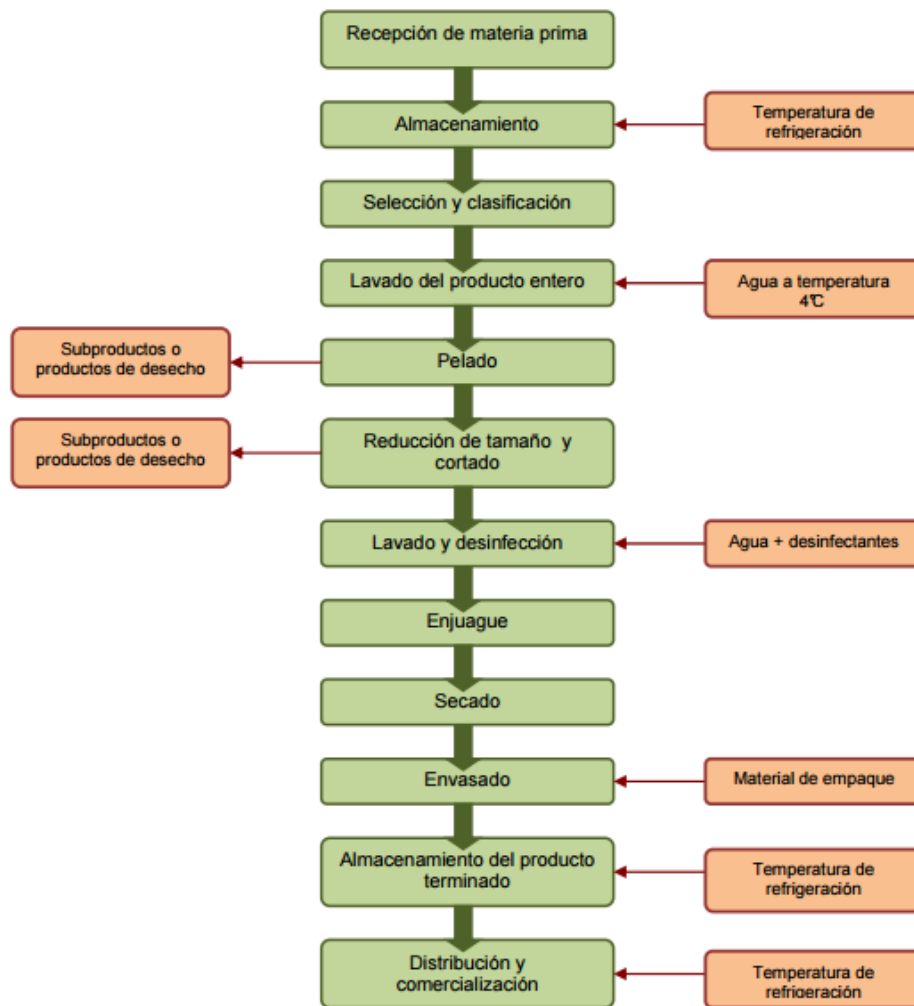 Recepción de materia prima
Almacenamiento
Temperatura de
refrigeración
Selección y clasificación
Lavado del producto entero
Agua a temperatura
4°C
Subproductos o
productos de desecho
Pelado
Subproductos o
productos de desecho
Reducción de tamaño y
cortado
Lavado y desinfección
Agua + desinfectantes
Enjuague
Secado
Envasado
Material de empaque
Almacenamiento del producto
terminado
Temperatura de
refrigeración
Distribución y
comercialización
Temperatura de
refrigeración